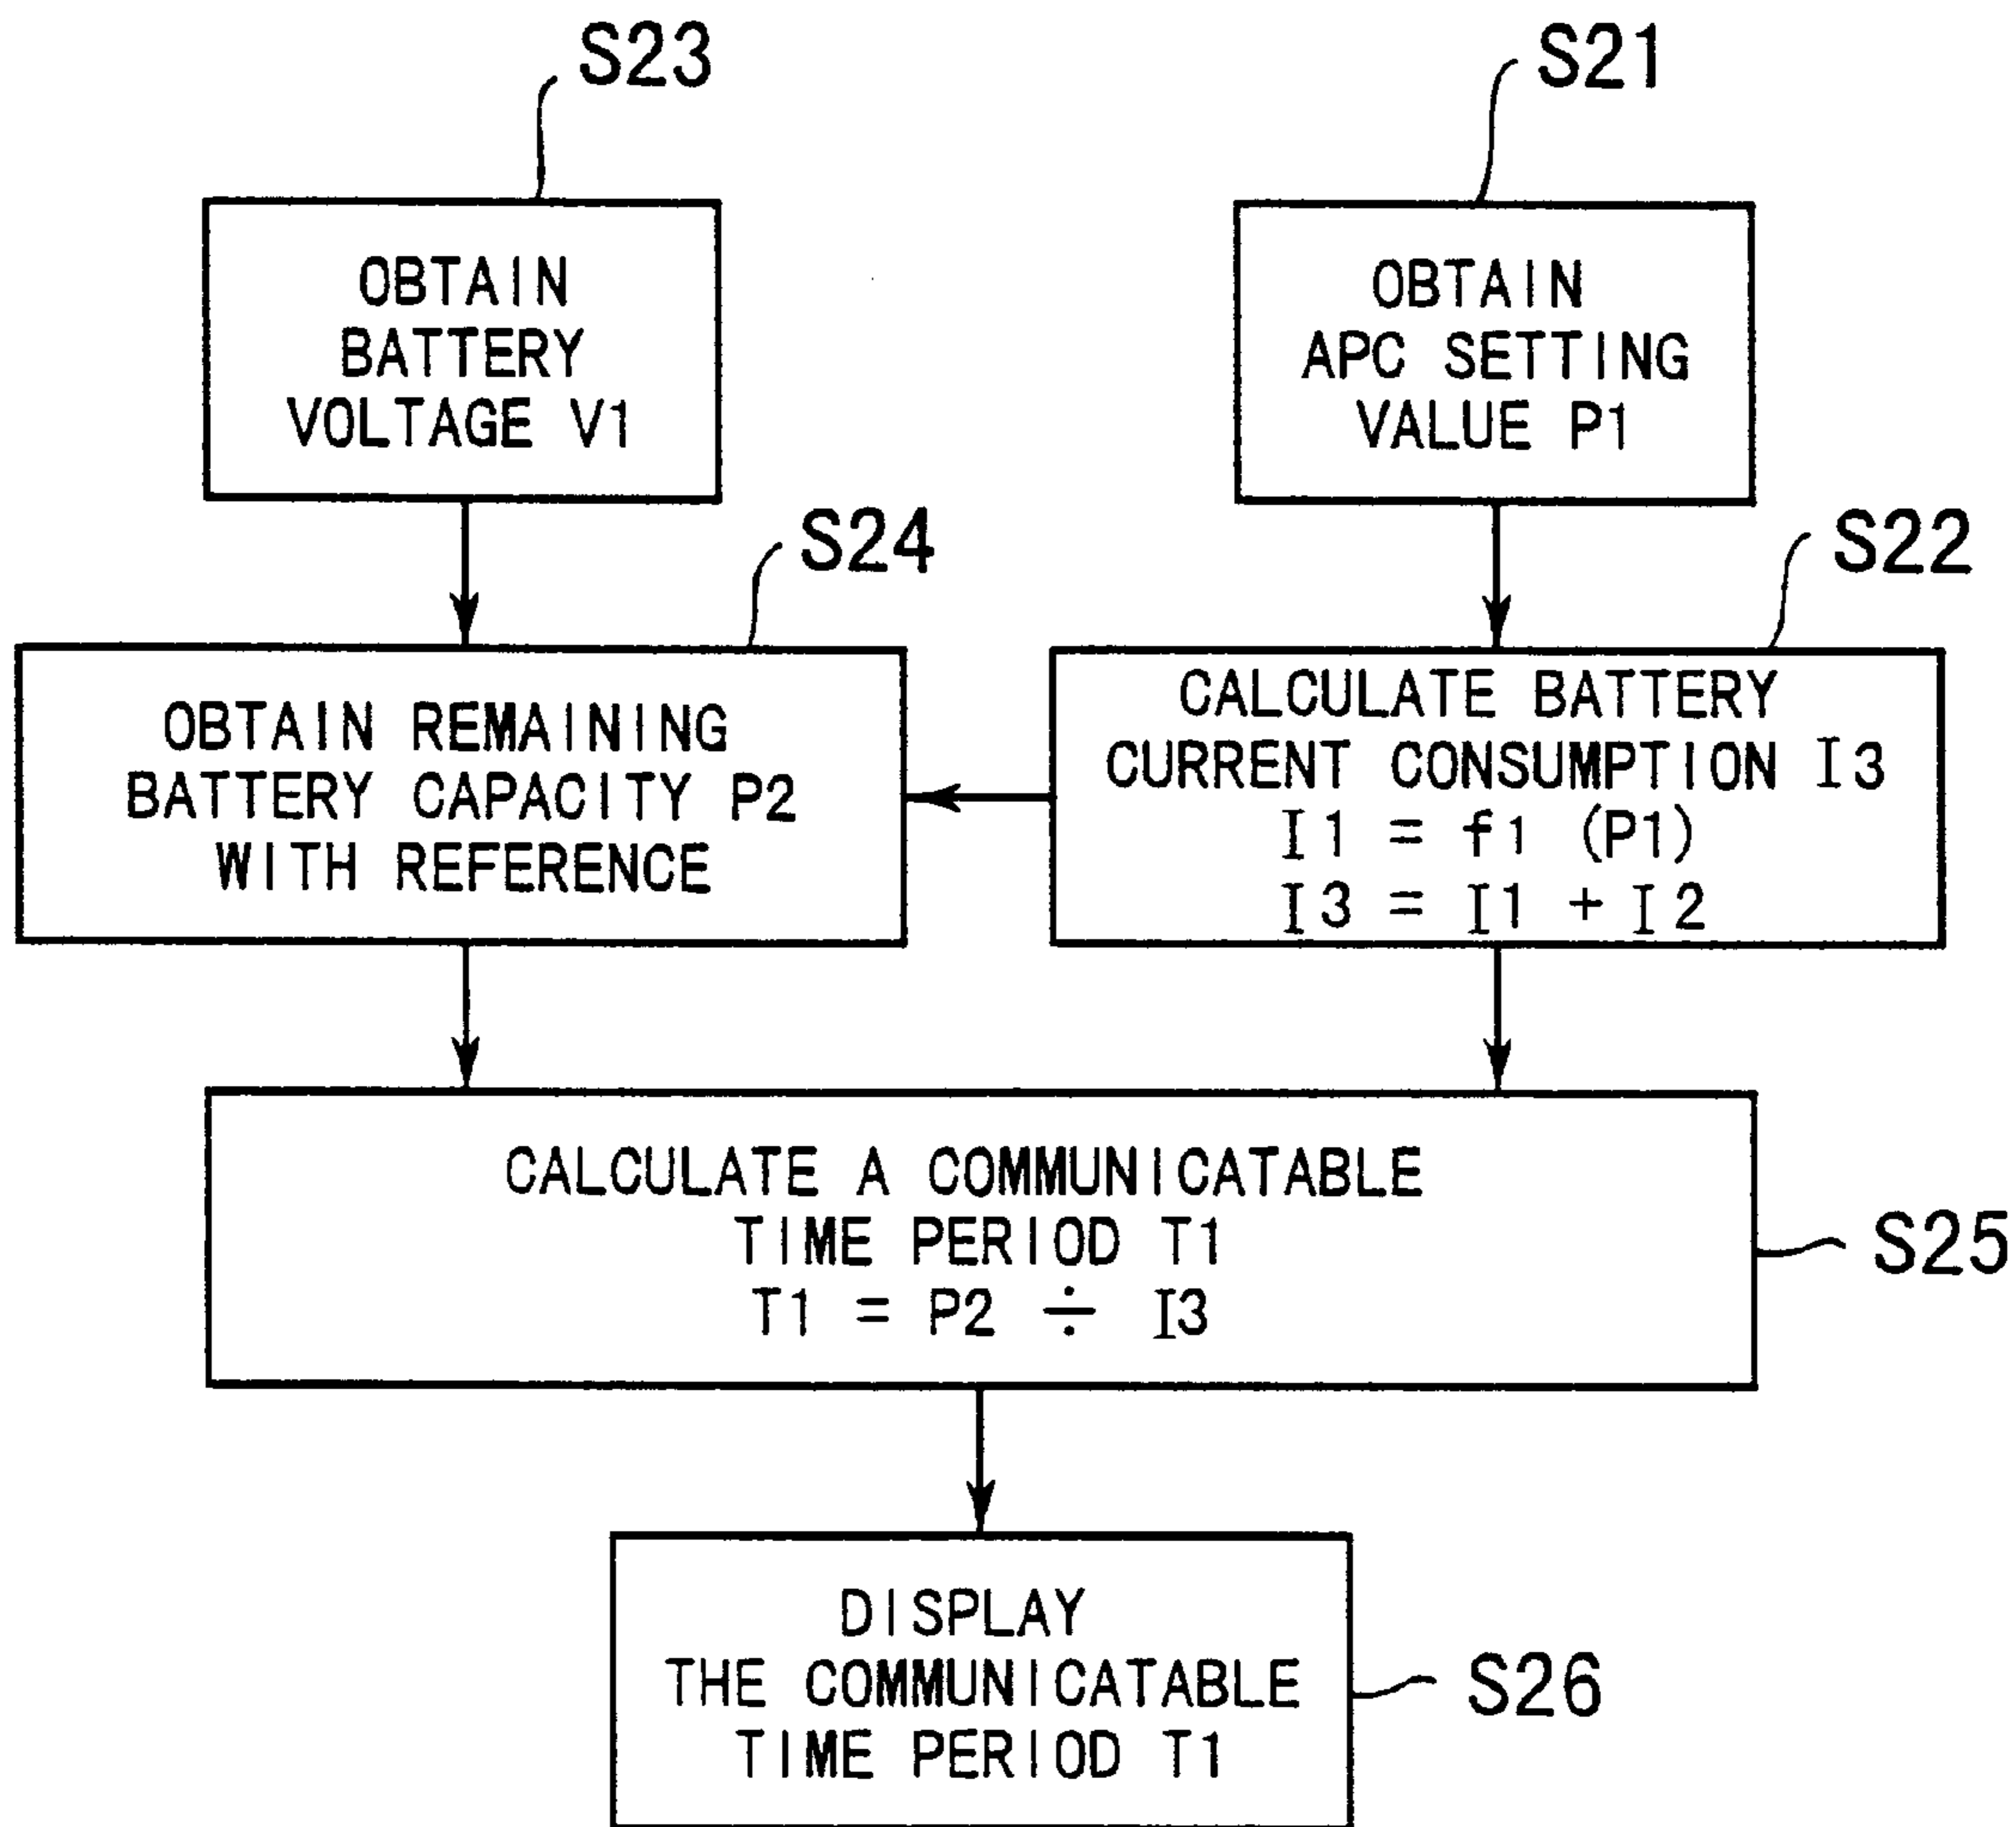 S23
OBTAIN
BATTERY
VOLTAGE V1
S21
OBTAIN
APC SETTING
VALUE P1
S24
OBTAIN REMAINING
BATTERY CAPACITY P2
WITH REFERENCE
S22
CALCULATE BATTERY
CURRENT CONSUMPTION I3
I1 = f1 (P1)
I3 = I1 + I2
CALCULATE A COMMUNICATABLE
TIME PERIOD T1
T1 = P2 ÷ I3
S25
DISPLAY
THE COMMUNICATABLE
TIME PERIOD T1
S26